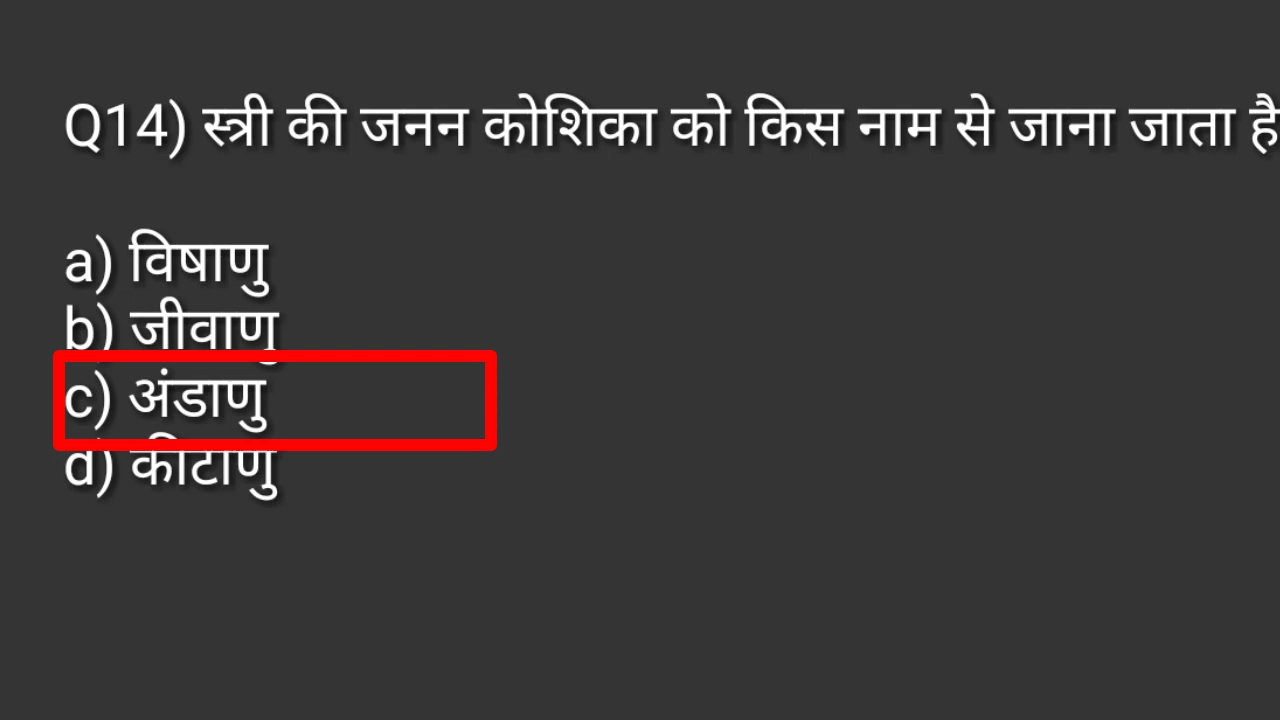 Q14) स्त्री की जनन कोशिका को किस नाम से जाना जाता है
a) विषाणु
b) जीवाणु
c) अंडाणु
d) कीटाणु